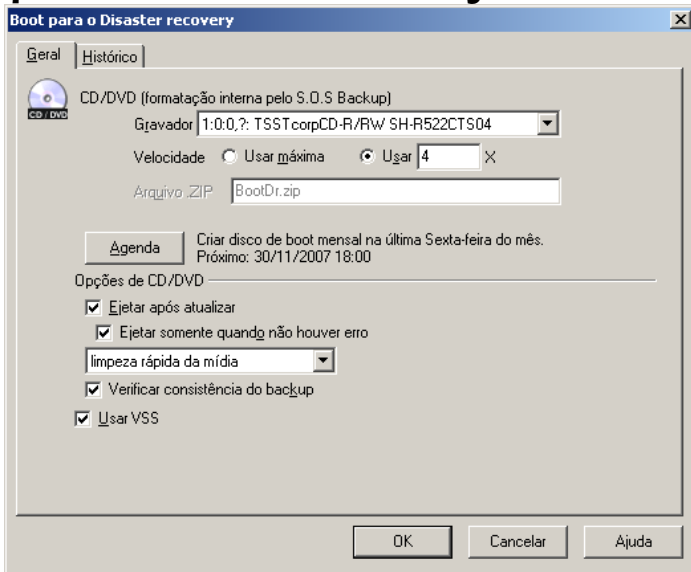 Boot para o Disaster recovery
Geral Histórico
CD/DVD (formatação interna pelo S.O.S Backup)
CD / DVD
Gravador 1:0:0,?: TSSTcorpCD-R/RW SH-R522CTS04
Velocidade Usar máxima Usar 4 X
Arquivo .ZIP BootDr.zip
Agenda Criar disco de boot mensal na última Sexta-feira do mês.
Próximo: 30/11/2007 18:00
Opções de CD/DVD
Ejetar após atualizar
Ejetar somente quando não houver erro
limpeza rápida da mídia
Verificar consistência do backup
Usar VSS
OK Cancelar Ajuda